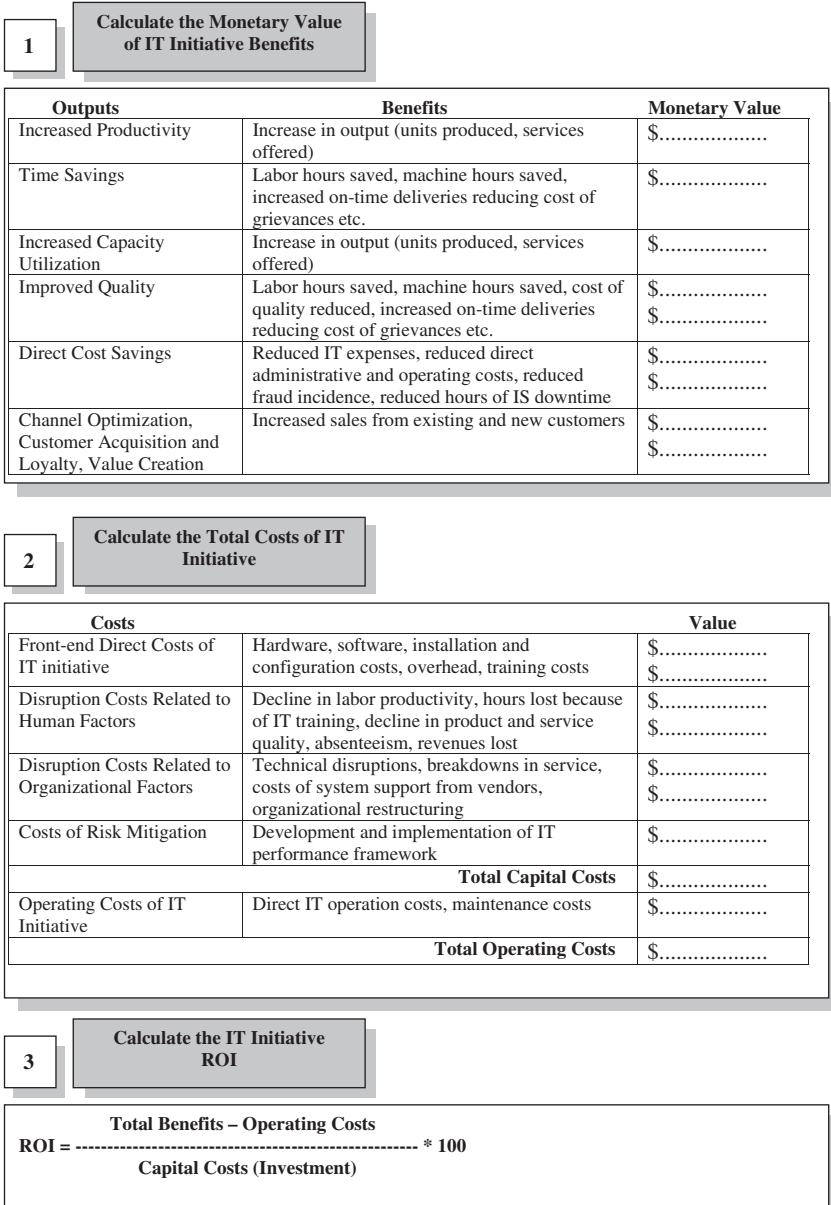 1
Calculate the Monetary Value
of IT Initiative Benefits
Outputs Benefits Monetary Value
Increased Productivity Increase in output (units produced, services
offered) $...................
Time Savings Labor hours saved, machine hours saved,
increased on-time deliveries reducing cost of
grievances etc. $...................
Increased Capacity
Utilization Increase in output (units produced, services
offered) $...................
Improved Quality Labor hours saved, machine hours saved, cost of
quality reduced, increased on-time deliveries
reducing cost of grievances etc. $...................
$...................
Direct Cost Savings Reduced IT expenses, reduced direct
administrative and operating costs, reduced
fraud incidence, reduced hours of IS downtime $...................
$...................
Channel Optimization,
Customer Acquisition and
Loyalty, Value Creation Increased sales from existing and new customers $...................
$...................
2
Calculate the Total Costs of IT
Initiative
Costs Value
Front-end Direct Costs of
IT initiative Hardware, software, installation and
configuration costs, overhead, training costs $...................
$...................
Disruption Costs Related to
Human Factors Decline in labor productivity, hours lost because
of IT training, decline in product and service
quality, absenteeism, revenues lost $...................
$...................
Disruption Costs Related to
Organizational Factors Technical disruptions, breakdowns in service,
costs of system support from vendors,
organizational restructuring $...................
$...................
Costs of Risk Mitigation Development and implementation of IT
performance framework $...................
Total Capital Costs $...................
Operating Costs of IT
Initiative Direct IT operation costs, maintenance costs $...................
Total Operating Costs $...................
3
Calculate the IT Initiative
ROI
Total Benefits – Operating Costs
ROI = ------------------------------------------------------ * 100
Capital Costs (Investment)